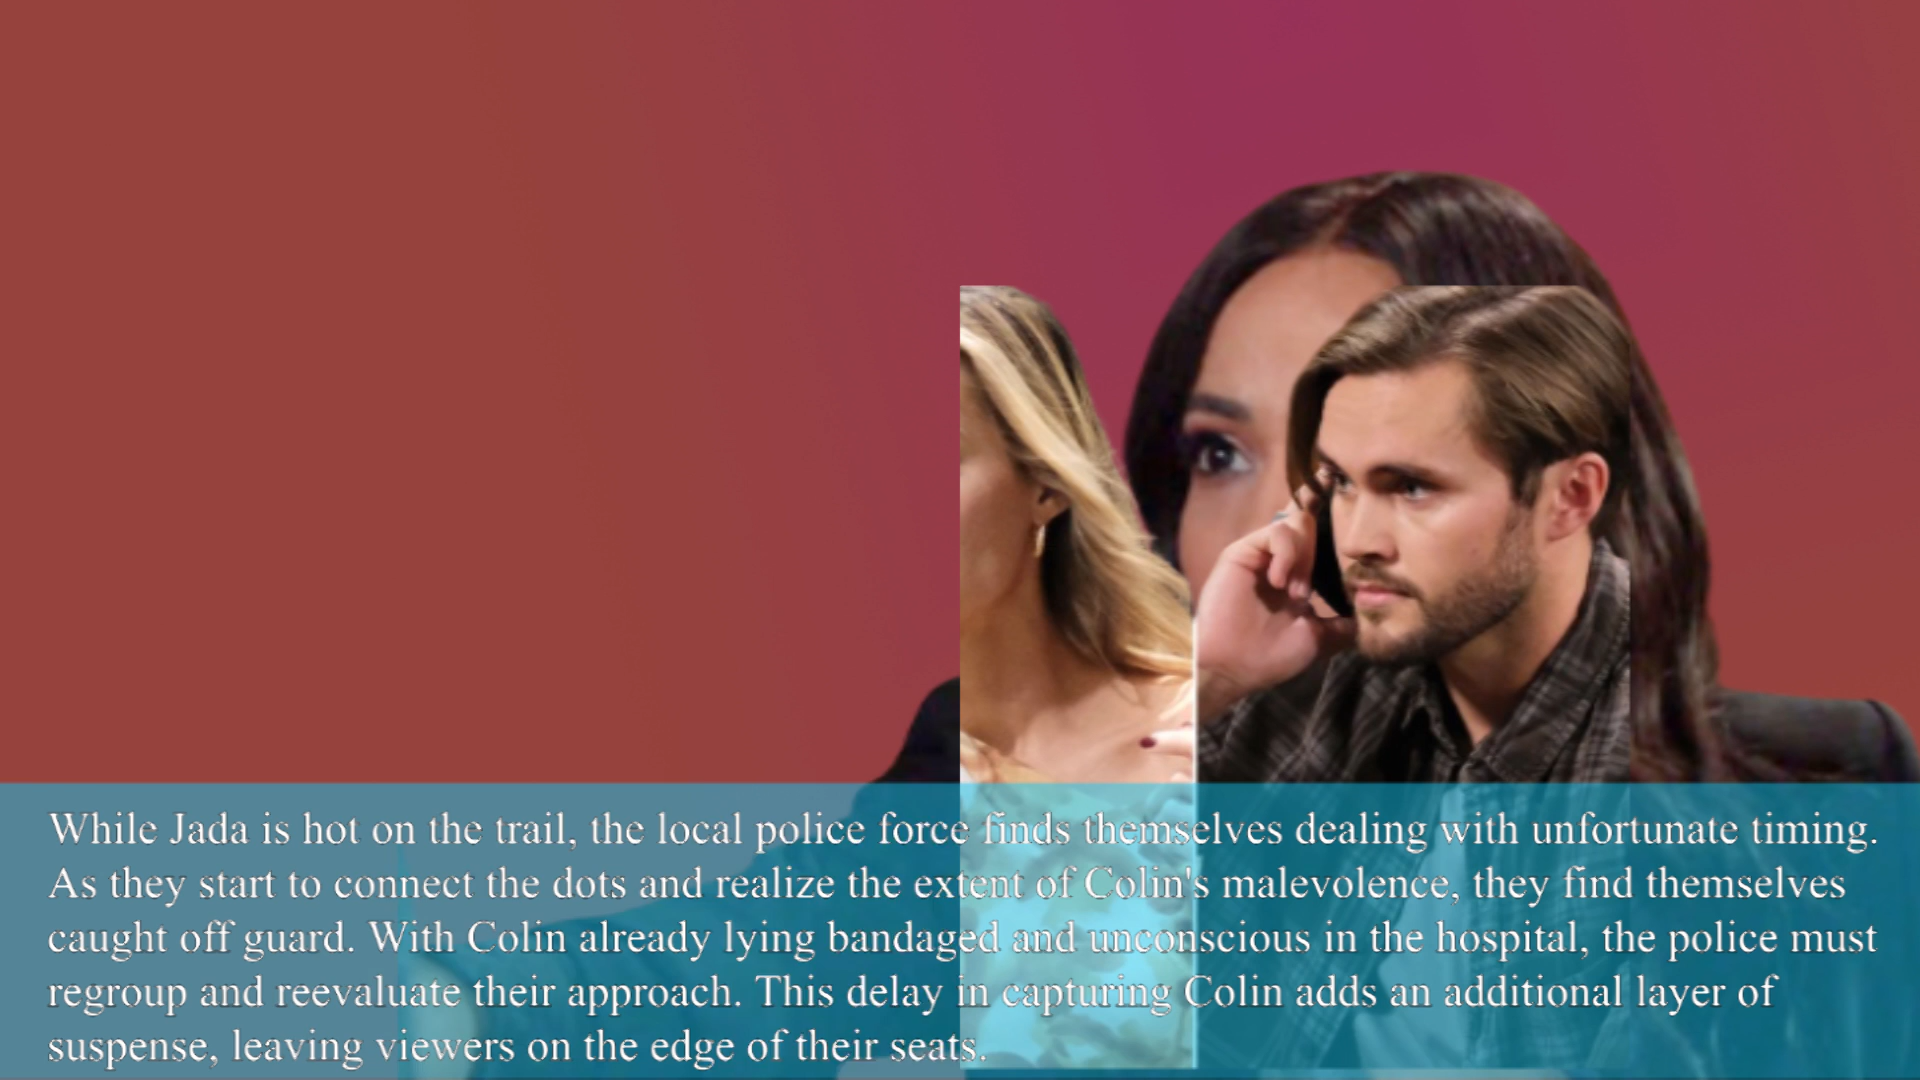 While Jada is hot on the trail, the local police force finds themselves dealing with unfortunate timing.
As they start to connect the dots and realize the extent of Colin's malevolence, they find themselves
caught off guard. With Colin already lying bandaged and unconscious in the hospital, the police must
regroup and reevaluate their approach. This delay in capturing Colin adds an additional layer of
suspense, leaving viewers on the edge of their seats.